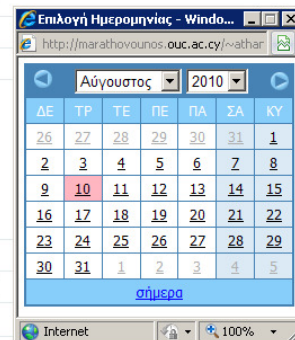 Επιλογή Ημερομηνίας - Windo...
http://marathovounos.ouc.ac.cy/~athar
Αύγουστος 2010
ΔΕ ΤΡ ΤΕ ΠΕ ΠΑ ΣΑ ΚΥ
26 27 28 29 30 31 1
2 3 4 5 6 7 8
9 10 11 12 13 14 15
16 17 18 19 20 21 22
23 24 25 26 27 28 29
30 31 1 2 3 4 5
σήμερα
Internet 100%